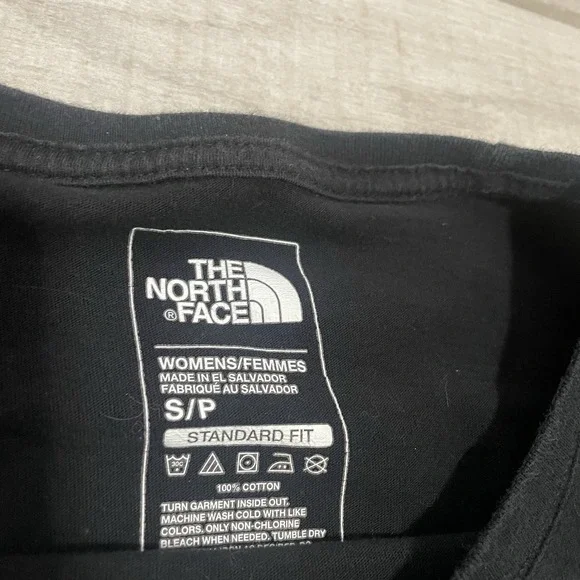 THE
NORTH
® FACE
WOMENS/FEMMES
MADE IN EL SALVADOR
FABRIQUÉ AU SALVADOR
S/P
STANDARD FIT
30C
100% COTTON
TURN GARMENT INSIDE OUT.
MACHINE WASH COLD WITH LIKE
COLORS. ONLY NON-CHLORINE
BLEACH WHEN NEEDED. TUMBLE DRY